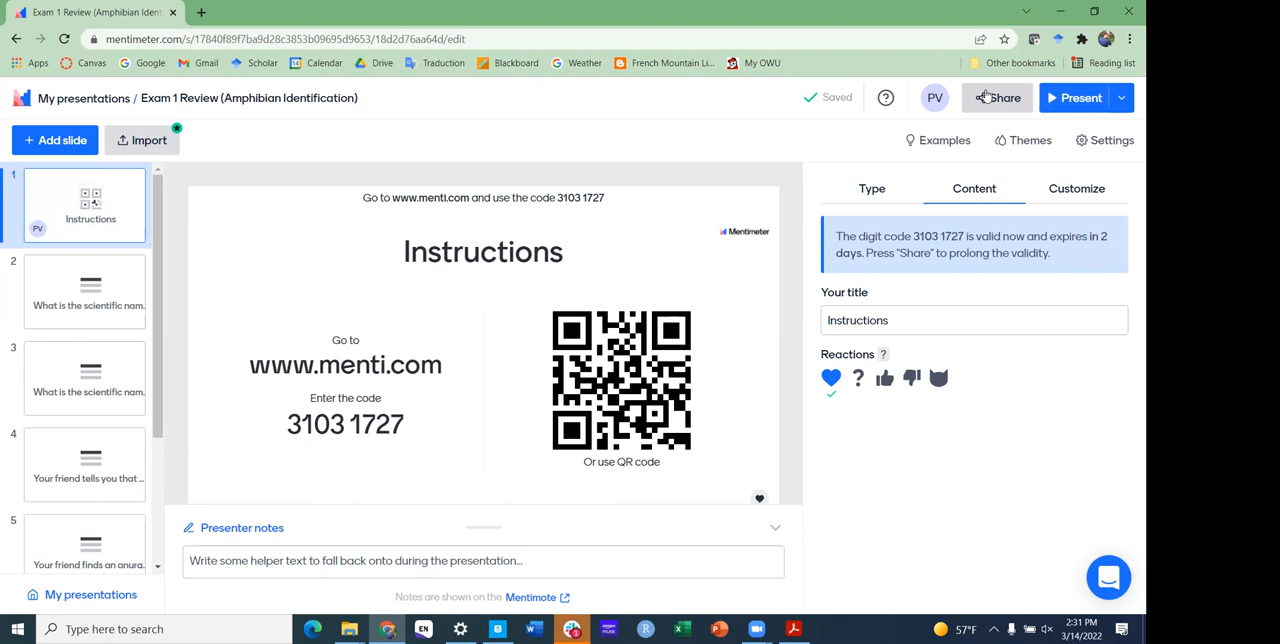 Exam 1 Review (Amphibian Ident
mentimeter.com/s/17840f89f7ba9d28c3853b09695d9653/18d2d76aa64d/edit
Apps Canvas Google Gmail Scholar Calendar Drive Traduction Blackboard Weather French Mountain Li... My OWU Other bookmarks Reading list
My presentations / Exam 1 Review (Amphibian Identification) Saved PV Share Present
+ Add slide Import Examples Themes Settings
1
Instructions
PV
2
What is the scientific nam.
3
What is the scientific nam.
4
Your friend tells you that ...
5
Your friend finds an anura.
My presentations
Go to www.menti.com and use the code 3103 1727
Mentimeter
Instructions
Go to
www.menti.com
Enter the code
3103 1727
Or use QR code
Presenter notes
Write some helper text to fall back onto during the presentation...
Notes are shown on the Mentimote
Type Content Customize
The digit code 3103 1727 is valid now and expires in 2
days. Press "Share" to prolong the validity.
Your title
Instructions
Reactions ?
Type here to search
EN
57°F
2:31 PM
3/14/2022